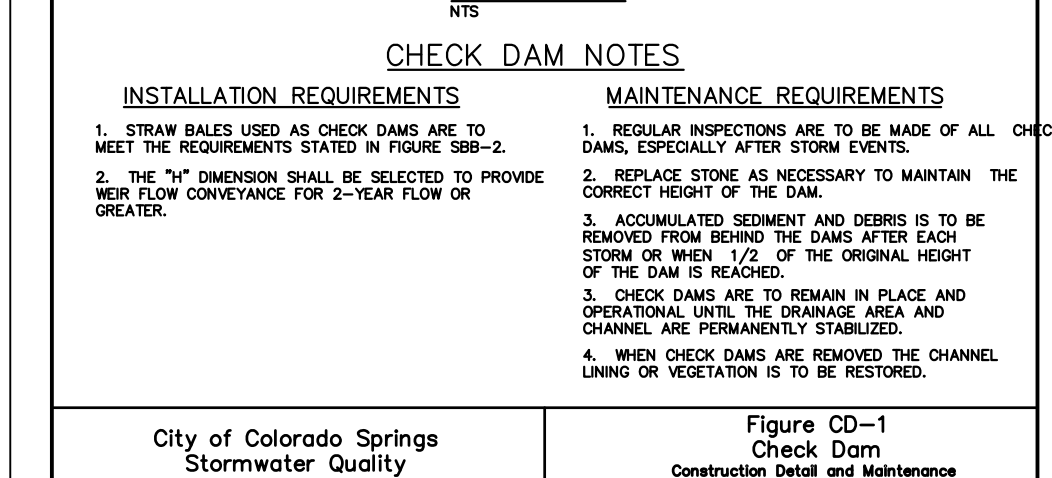 NTS
CHECK DAM NOTES
INSTALLATION REQUIREMENTS
1. STRAW BALES USED AS CHECK DAMS ARE TO
MEET THE REQUIREMENTS STATED IN FIGURE SBB-2.
2. THE "H" DIMENSION SHALL BE SELECTED TO PROVIDE
WEIR FLOW CONVEYANCE FOR 2-YEAR FLOW OR
GREATER.
MAINTENANCE REQUIREMENTS
1. REGULAR INSPECTIONS ARE TO BE MADE OF ALL CHEC
DAMS, ESPECIALLY AFTER STORM EVENTS.
2. REPLACE STONE AS NECESSARY TO MAINTAIN THE
CORRECT HEIGHT OF THE DAM.
3. ACCUMULATED SEDIMENT AND DEBRIS IS TO BE
REMOVED FROM BEHIND THE DAMS AFTER EACH
STORM OR WHEN 1/2 OF THE ORIGINAL HEIGHT
OF THE DAM IS REACHED.
3. CHECK DAMS ARE TO REMAIN IN PLACE AND
OPERATIONAL UNTIL THE DRAINAGE AREA AND
CHANNEL ARE PERMANENTLY STABILIZED.
4. WHEN CHECK DAMS ARE REMOVED THE CHANNEL
LINING OR VEGETATION IS TO BE RESTORED.
City of Colorado Springs
Stormwater Quality
Figure CD-1
Check Dam
Construction Detail and Maintenance